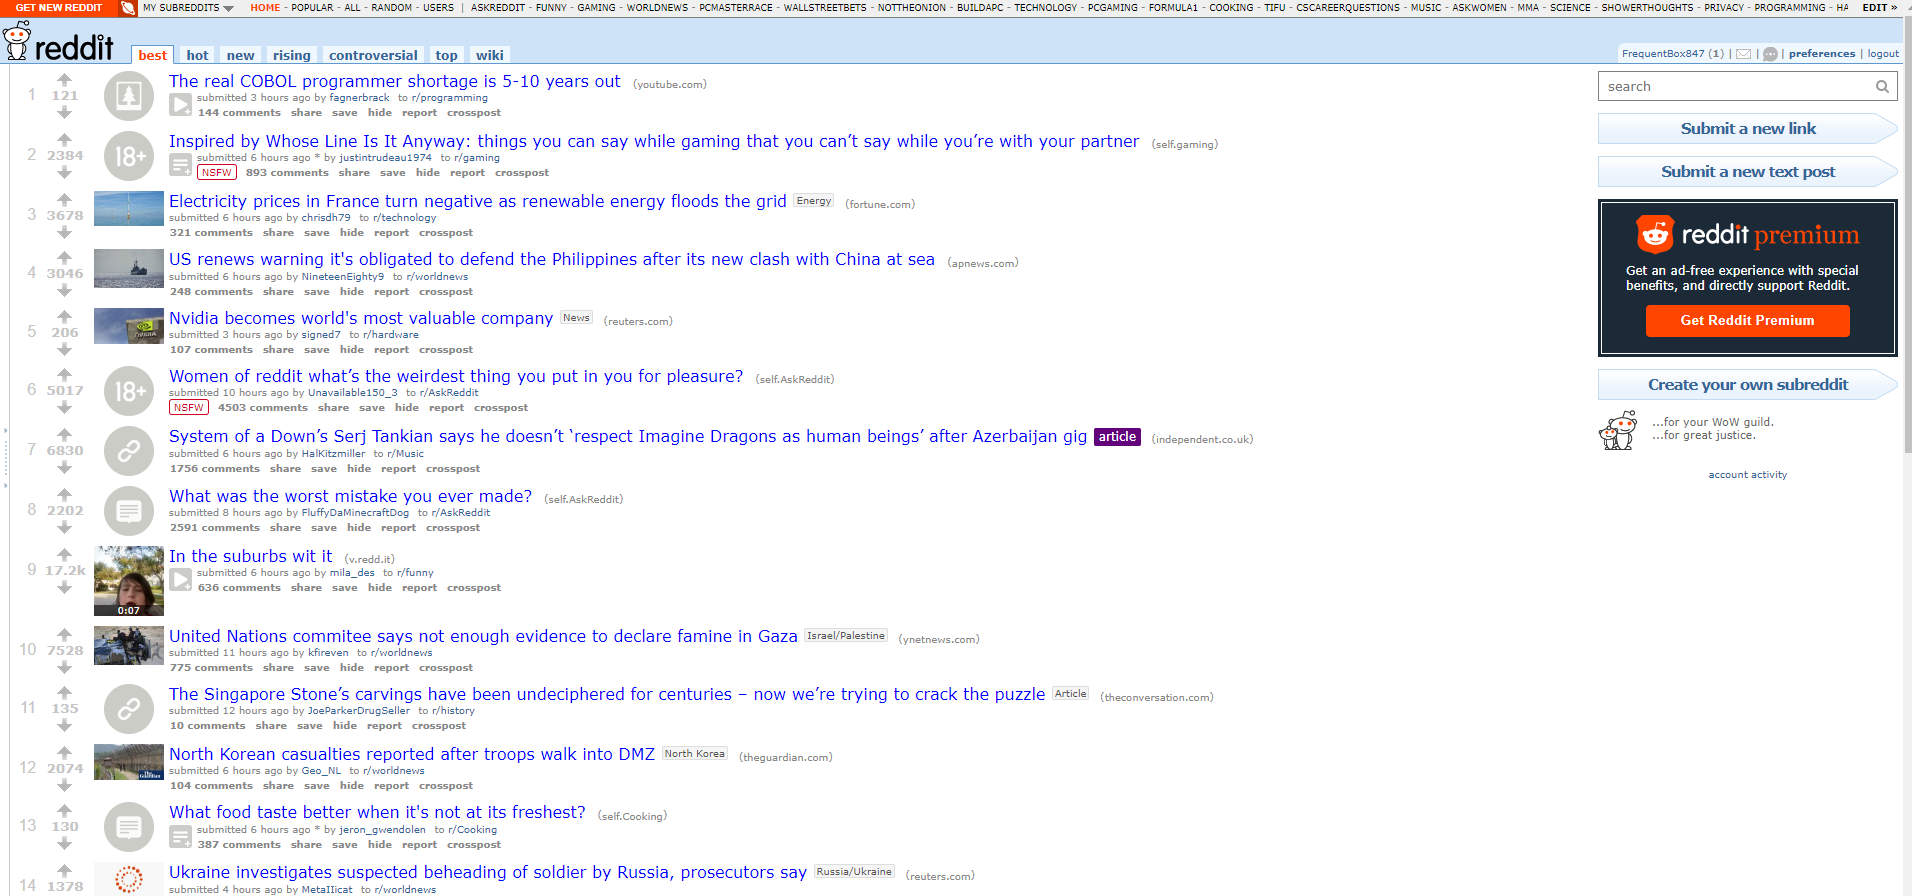 GET NEW REDDIT MY SUBREDDITS HOME - POPULAR - ALL - RANDOM - USERS | ASKREDDIT - FUNNY - GAMING - WORLDNEWS - PCMASTERRACE - WALLSTREETBETS - NOTTHEONION - BUILDAPC - TECHNOLOGY - PCGAMING - FORMULA1 - COOKING - TIFU - CSCAREERQUESTIONS - MUSIC - ASKWOMEN - MMA - SCIENCE - SHOWERTHOUGHTS - PRIVACY - PROGRAMMING - HA EDIT »
reddit best hot new rising controversial top wiki
FrequentBox847 (1) | | | preferences | logout
1 121 The real COBOL programmer shortage is 5-10 years out (youtube.com)
submitted 3 hours ago by fagnerbrack to r/programming
144 comments share save hide report crosspost
2 2384 18+ Inspired by Whose Line Is It Anyway: things you can say while gaming that you can’t say while you’re with your partner (self.gaming)
submitted 6 hours ago * by justintrudeau1974 to r/gaming
NSFW 893 comments share save hide report crosspost
3 3678 Electricity prices in France turn negative as renewable energy floods the grid Energy (fortune.com)
submitted 6 hours ago by chrisdh79 to r/technology
321 comments share save hide report crosspost
4 3046 US renews warning it's obligated to defend the Philippines after its new clash with China at sea (apnews.com)
submitted 6 hours ago by NineteenEighty9 to r/worldnews
248 comments share save hide report crosspost
5 206 Nvidia becomes world's most valuable company News (reuters.com)
submitted 3 hours ago by signed7 to r/hardware
107 comments share save hide report crosspost
6 5017 18+ Women of reddit what’s the weirdest thing you put in you for pleasure? (self.AskReddit)
submitted 10 hours ago by Unavailable150_3 to r/AskReddit
NSFW 4503 comments share save hide report crosspost
7 6830 System of a Down’s Serj Tankian says he doesn’t ‘respect Imagine Dragons as human beings’ after Azerbaijan gig article (independent.co.uk)
submitted 6 hours ago by HalKitzmiller to r/Music
1756 comments share save hide report crosspost
8 2202 What was the worst mistake you ever made? (self.AskReddit)
submitted 8 hours ago by FluffyDaMinecraftDog to r/AskReddit
2591 comments share save hide report crosspost
9 17.2k In the suburbs wit it (v.redd.it)
submitted 6 hours ago by mila_des to r/funny
636 comments share save hide report crosspost
0:07
10 7528 United Nations commitee says not enough evidence to declare famine in Gaza Israel/Palestine (ynetnews.com)
submitted 11 hours ago by kfireven to r/worldnews
775 comments share save hide report crosspost
11 135 The Singapore Stone’s carvings have been undeciphered for centuries – now we’re trying to crack the puzzle Article (theconversation.com)
submitted 12 hours ago by JoeParkerDrugSeller to r/history
10 comments share save hide report crosspost
12 2074 North Korean casualties reported after troops walk into DMZ North Korea (theguardian.com)
submitted 6 hours ago by Geo_NL to r/worldnews
104 comments share save hide report crosspost
13 130 What food taste better when it's not at its freshest? (self.Cooking)
submitted 6 hours ago * by jeron_gwendolen to r/Cooking
387 comments share save hide report crosspost
14 1378 Ukraine investigates suspected beheading of soldier by Russia, prosecutors say Russia/Ukraine (reuters.com)
submitted 4 hours ago by MetaIIicat to r/worldnews
search
Submit a new link
Submit a new text post
reddit premium
Get an ad-free experience with special
benefits, and directly support Reddit.
Get Reddit Premium
Create your own subreddit
...for your WoW guild.
...for great justice.
account activity